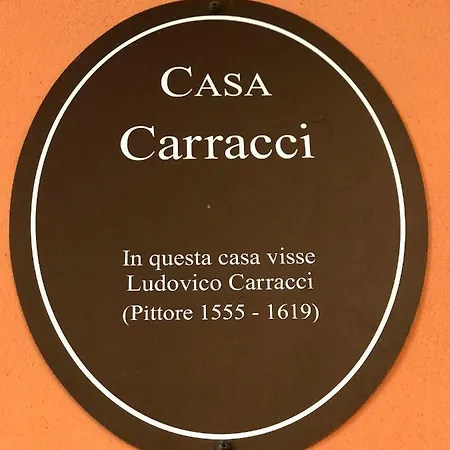 CASA
Carracci
In questa casa visse
Ludovico Carracci
(Pittore 1555 - 1619)